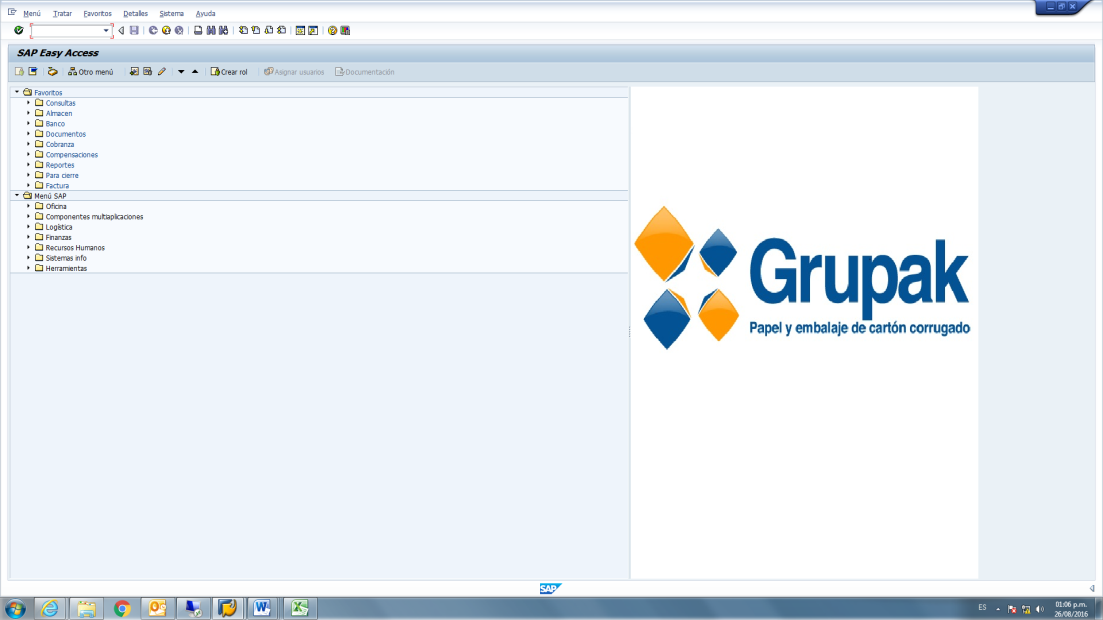 Menú Tratar Favoritos Detalles Sistema Ayuda
SAP Easy Access
Otro menú Crear rol Asignar usuarios Documentación
Favoritos
Consultas
Almacen
Banco
Documentos
Cobranza
Compensaciones
Reportes
Para cierre
Factura
Menú SAP
Oficina
Componentes multiaplicaciones
Logística
Finanzas
Recursos Humanos
Sistemas info
Herramientas
Grupak
Papel y embalaje de cartón corrugado
SAP
ES
01:06 p.m.
26/08/2016